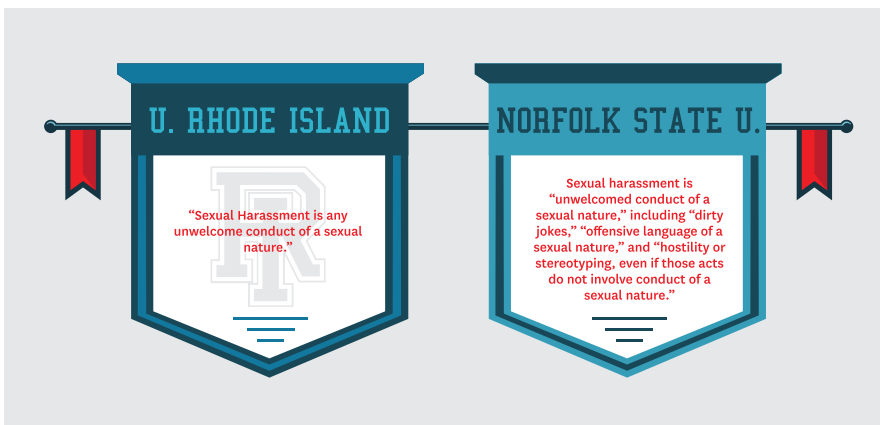 U. RHODE ISLAND
“Sexual Harassment is any
unwelcome conduct of a sexual
nature.”
RI
NORFOLK STATE U.
Sexual harassment is
“unwelcomed conduct of a
sexual nature,” including “dirty
jokes,” “offensive language of a
sexual nature,” and “hostility or
stereotyping, even if those acts
do not involve conduct of a
sexual nature.”